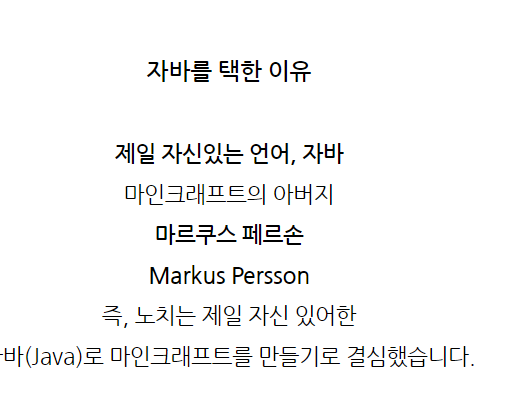 자바를 택한 이유
제일 자신있는 언어, 자바
마인크래프트의 아버지
마르쿠스 페르손
Markus Persson
즉, 노치는 제일 자신 있어한
바(Java)로 마인크래프트를 만들기로 결심했습니다.